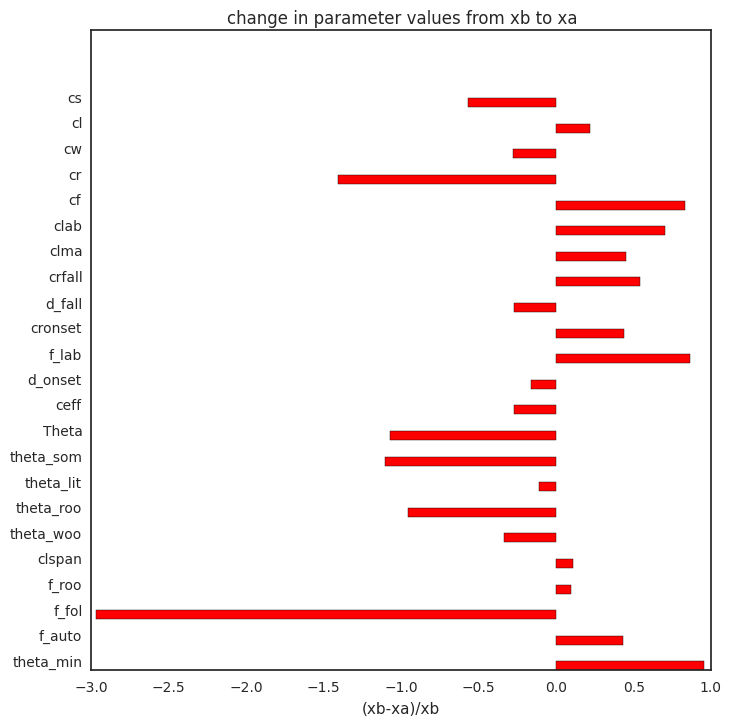 change in parameter values from xb to xa
cs
cl
cw
cr
cf
clab
clma
crfall
d_fall
cronset
f_lab
d_onset
ceff
Theta
theta_som
theta_lit
theta_roo
theta_woo
clspan
f_roo
f_fol
f_auto
theta_min
−3.0 −2.5 −2.0 −1.5 −1.0 −0.5 0.0 0.5 1.0
(xb-xa)/xb